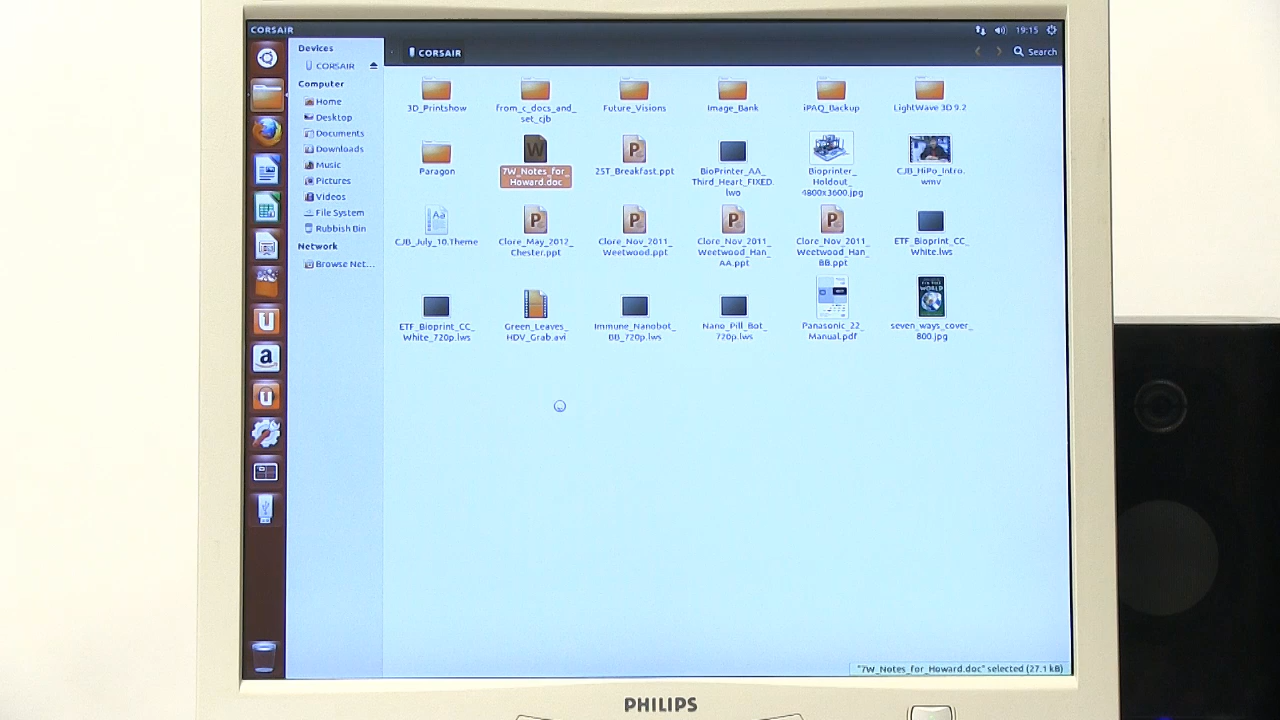 CORSAIR
19:15
Devices
CORSAIR
CORSAIR
Search
Computer
Home
Desktop
Documents
Downloads
Music
Pictures
Videos
File System
Rubbish Bin
Network
Browse Net...
3D_Printshow
from_c_docs_and_
set_cjb
Future_Visions
Image_Bank
iPAQ_Backup
LightWave 3D 9.2
Paragon
W
7W_Notes_for_
Howard.doc
P
25T_Breakfast.ppt
BioPrinter_AA_
Third_Heart_FIXED.
lwo
Bioprinter_
Holdout_
4800x3600.jpg
CJB_HiPo_Intro.
wmv
Aa
CJB_July_10.Theme
P
Clore_May_2012_
Chester.ppt
P
Clore_Nov_2011_
Weetwood.ppt
P
Clore_Nov_2011_
Weetwood_Han_
AA.ppt
P
Clore_Nov_2011_
Weetwood_Han_
BB.ppt
ETF_Bioprint_CC_
White.lws
ETF_Bioprint_CC_
White_720p.lws
Green_Leaves_
HDV_Grab.avi
Immune_Nanobot_
BB_720p.lws
Nano_Pill_Bot_
720p.lws
Panasonic_22_
Manual.pdf
seven_ways_cover_
800.jpg
"7W_Notes_for_Howard.doc" selected (27.1 kB)
PHILIPS